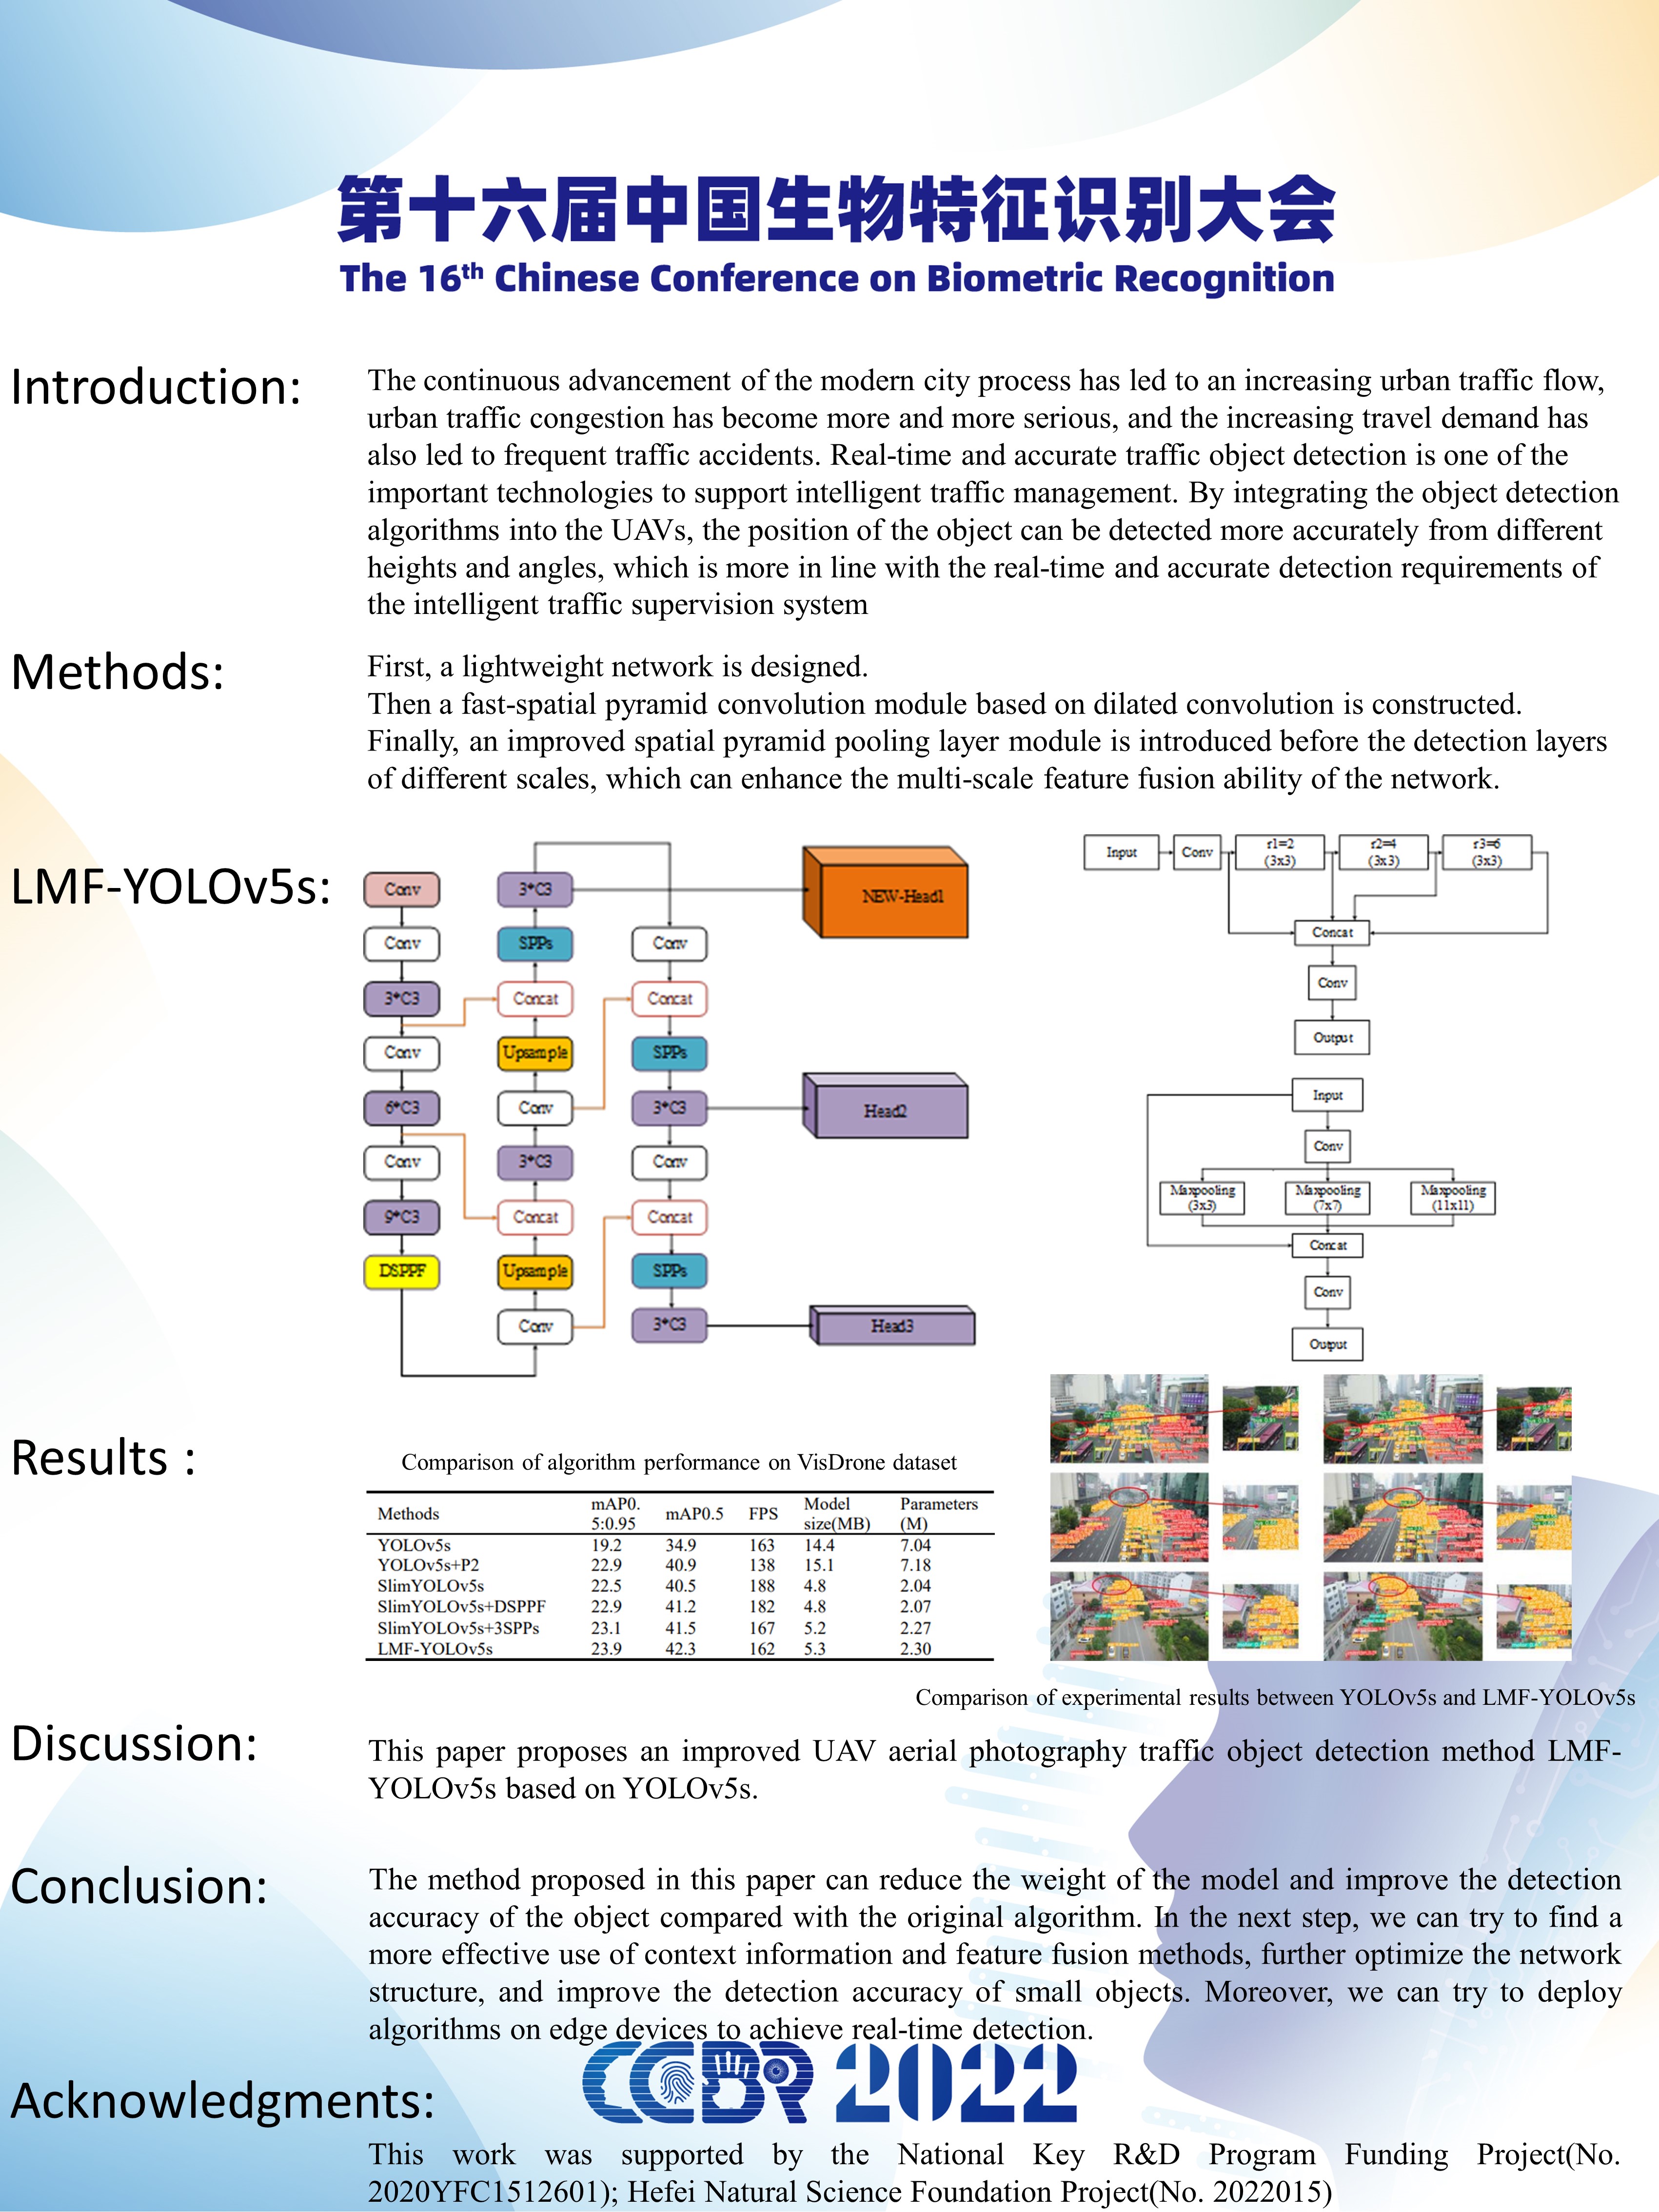 第十六届中国生物特征识别大会
The 16th Chinese Conference on Biometric Recognition
Introduction:
The continuous advancement of the modern city process has led to an increasing urban traffic flow,
urban traffic congestion has become more and more serious, and the increasing travel demand has
also led to frequent traffic accidents. Real-time and accurate traffic object detection is one of the
important technologies to support intelligent traffic management. By integrating the object detection
algorithms into the UAVs, the position of the object can be detected more accurately from different
heights and angles, which is more in line with the real-time and accurate detection requirements of
the intelligent traffic supervision system
Methods:
First, a lightweight network is designed.
Then a fast-spatial pyramid convolution module based on dilated convolution is constructed.
Finally, an improved spatial pyramid pooling layer module is introduced before the detection layers
of different scales, which can enhance the multi-scale feature fusion ability of the network.
LMF-YOLOv5s:
Conv
Conv
3*C3
Conv
6*C3
Conv
9*C3
DSPPF
3*C3
SPPs
Concat
Upsample
Conv
3*C3
Concat
Upsample
Conv
Conv
Concat
SPPs
3*C3
Conv
Concat
SPPs
3*C3
NEW-Head1
Head2
Head3
Input
Conv
r1=2
(3x3)
r2=4
(3x3)
r3=6
(3x3)
Concat
Conv
Output
Input
Conv
Maxpooling
(3x3)
Maxpooling
(7x7)
Maxpooling
(11x11)
Concat
Conv
Output
Results :
Comparison of algorithm performance on VisDrone dataset
Methods mAP0.5:0.95 mAP0.5 FPS Model size(MB) Parameters (M)
YOLOv5s 19.2 34.9 163 14.4 7.04
YOLOv5s+P2 22.9 40.9 138 15.1 7.18
SlimYOLOv5s 22.5 40.5 188 4.8 2.04
SlimYOLOv5s+DSPPF 22.9 41.2 182 4.8 2.07
SlimYOLOv5s+3SPPs 23.1 41.5 167 5.2 2.27
LMF-YOLOv5s 23.9 42.3 162 5.3 2.30
Comparison of experimental results between YOLOv5s and LMF-YOLOv5s
Discussion:
This paper proposes an improved UAV aerial photography traffic object detection method LMF-
YOLOv5s based on YOLOv5s.
Conclusion:
The method proposed in this paper can reduce the weight of the model and improve the detection
accuracy of the object compared with the original algorithm. In the next step, we can try to find a
more effective use of context information and feature fusion methods, further optimize the network
structure, and improve the detection accuracy of small objects. Moreover, we can try to deploy
algorithms on edge devices to achieve real-time detection.
CCBR 2022
Acknowledgments:
This work was supported by the National Key R&D Program Funding Project(No.
2020YFC1512601); Hefei Natural Science Foundation Project(No. 2022015)